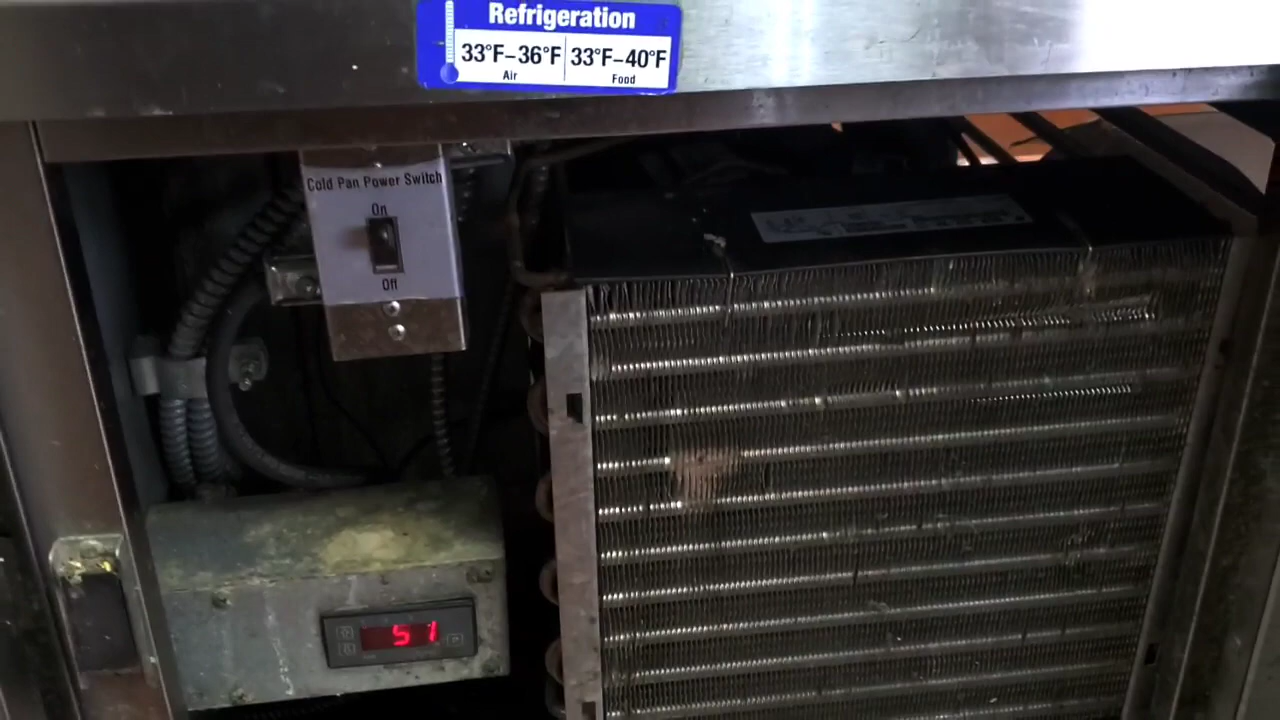 Refrigeration
33°F–36°F 33°F–40°F
Air Food
Cold Pan Power Switch
On
Off
51